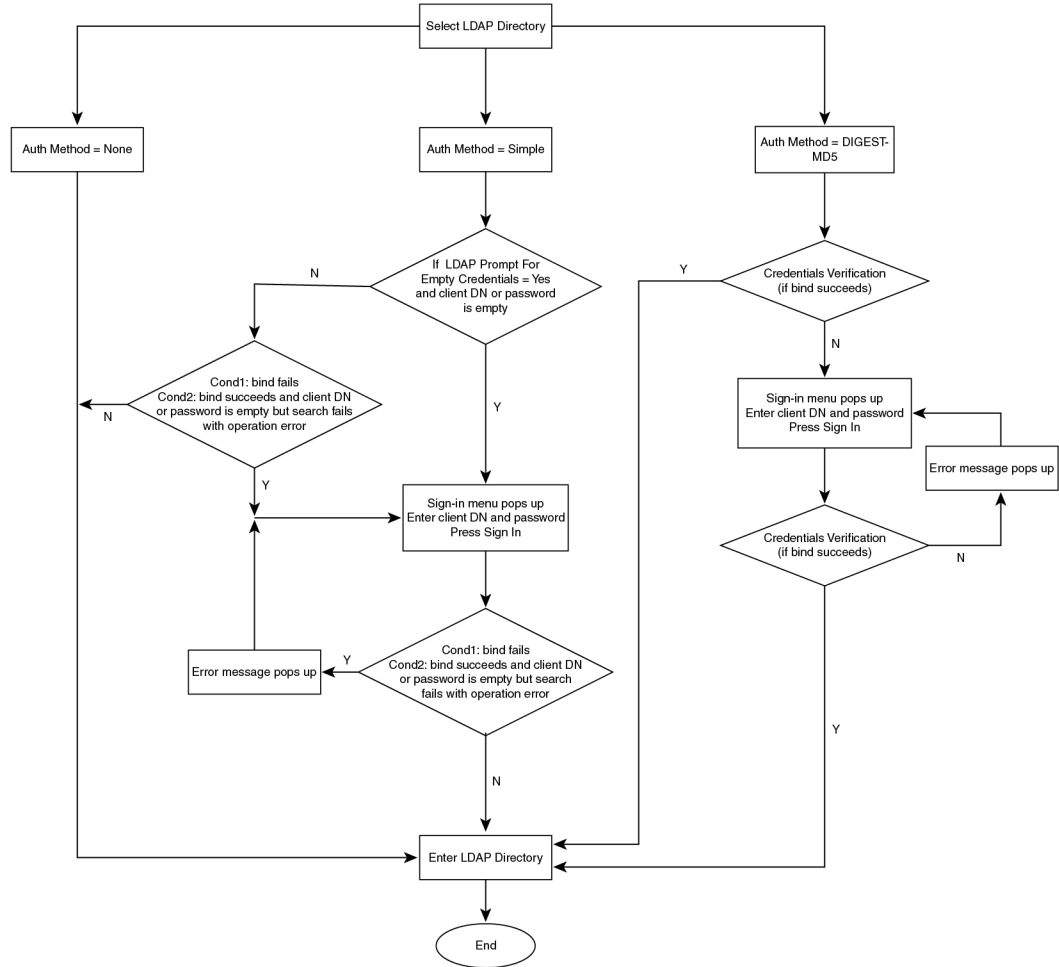 Select LDAP Directory
Auth Method = None
Auth Method = Simple
Auth Method = DIGEST-
MD5
If LDAP Prompt For
Empty Credentials = Yes
and client DN or password
is empty
N
Y
Credentials Verification
(if bind succeeds)
Y
N
Cond1: bind fails
Cond2: bind succeeds and client DN
or password is empty but search fails
with operation error
N
Y
Sign-in menu pops up
Enter client DN and password
Press Sign In
Error message pops up
Sign-in menu pops up
Enter client DN and password
Press Sign In
Credentials Verification
(if bind succeeds)
N
Y
Cond1: bind fails
Cond2: bind succeeds and client DN
or password is empty but search
fails with operation error
Y
Error message pops up
N
Enter LDAP Directory
End